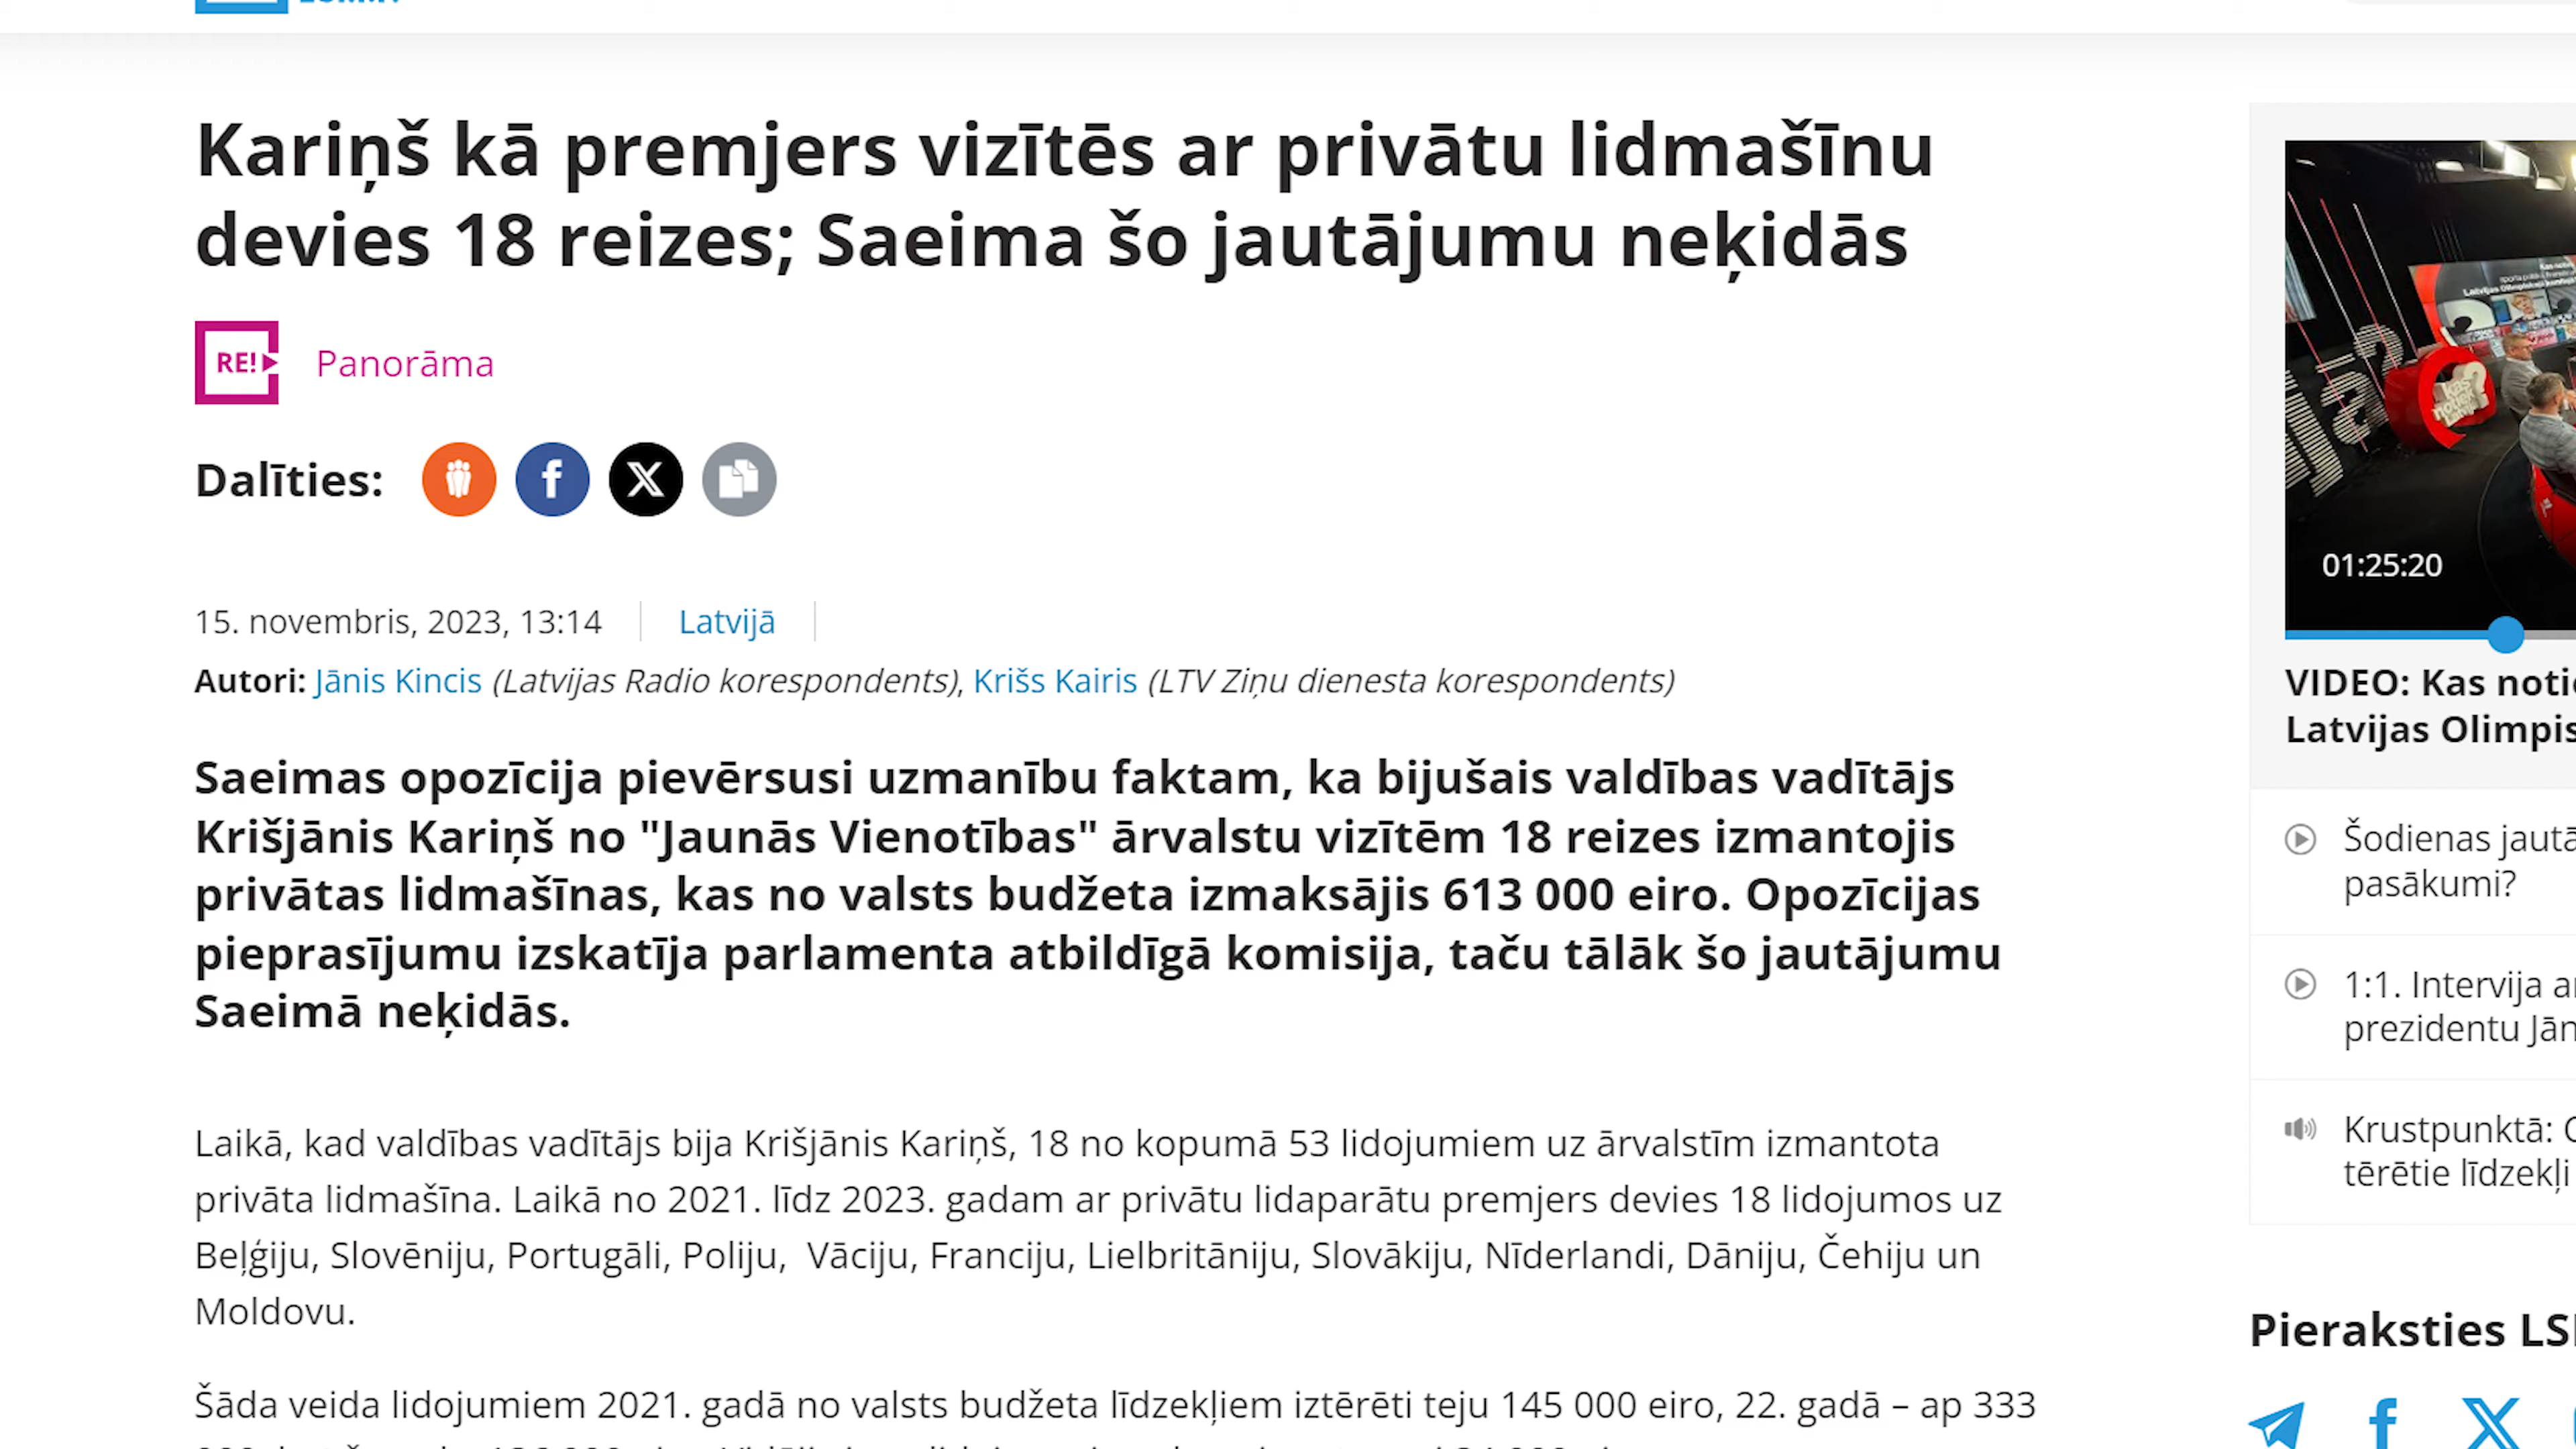 Kariņš kā premjers vizītēs ar privātu lidmašīnu
devies 18 reizes; Saeima šo jautājumu neķidās
RE!
Panorāma
Dalīties:
15. novembris, 2023, 13:14
Latvijā
Autori: Jānis Kincis (Latvijas Radio korespondents), Krišs Kairis (LTV Ziņu dienesta korespondents)
Saeimas opozīcija pievērsusi uzmanību faktam, ka bijušais valdības vadītājs
Krišjānis Kariņš no "Jaunās Vienotības" ārvalstu vizītēm 18 reizes izmantojis
privātas lidmašīnas, kas no valsts budžeta izmaksājis 613 000 eiro. Opozīcijas
pieprasījumu izskatīja parlamenta atbildīgā komisija, taču tālāk šo jautājumu
Saeimā neķidās.
Laikā, kad valdības vadītājs bija Krišjānis Kariņš, 18 no kopumā 53 lidojumiem uz ārvalstīm izmantota
privāta lidmašīna. Laikā no 2021. līdz 2023. gadam ar privātu lidaparātu premjers devies 18 lidojumos uz
Beļģiju, Slovēniju, Portugāli, Poliju, Vāciju, Franciju, Lielbritāniju, Slovākiju, Nīderlandi, Dāniju, Čehiju un
Moldovu.
Šāda veida lidojumiem 2021. gadā no valsts budžeta līdzekļiem iztērēti teju 145 000 eiro, 22. gadā – ap 333
01:25:20
VIDEO: Kas
Latvijas
Šodienas
pasākumi?
1:1. Intervija
prezidentu
Krustpunktā:
tērētie līdzekļi
Pieraksties